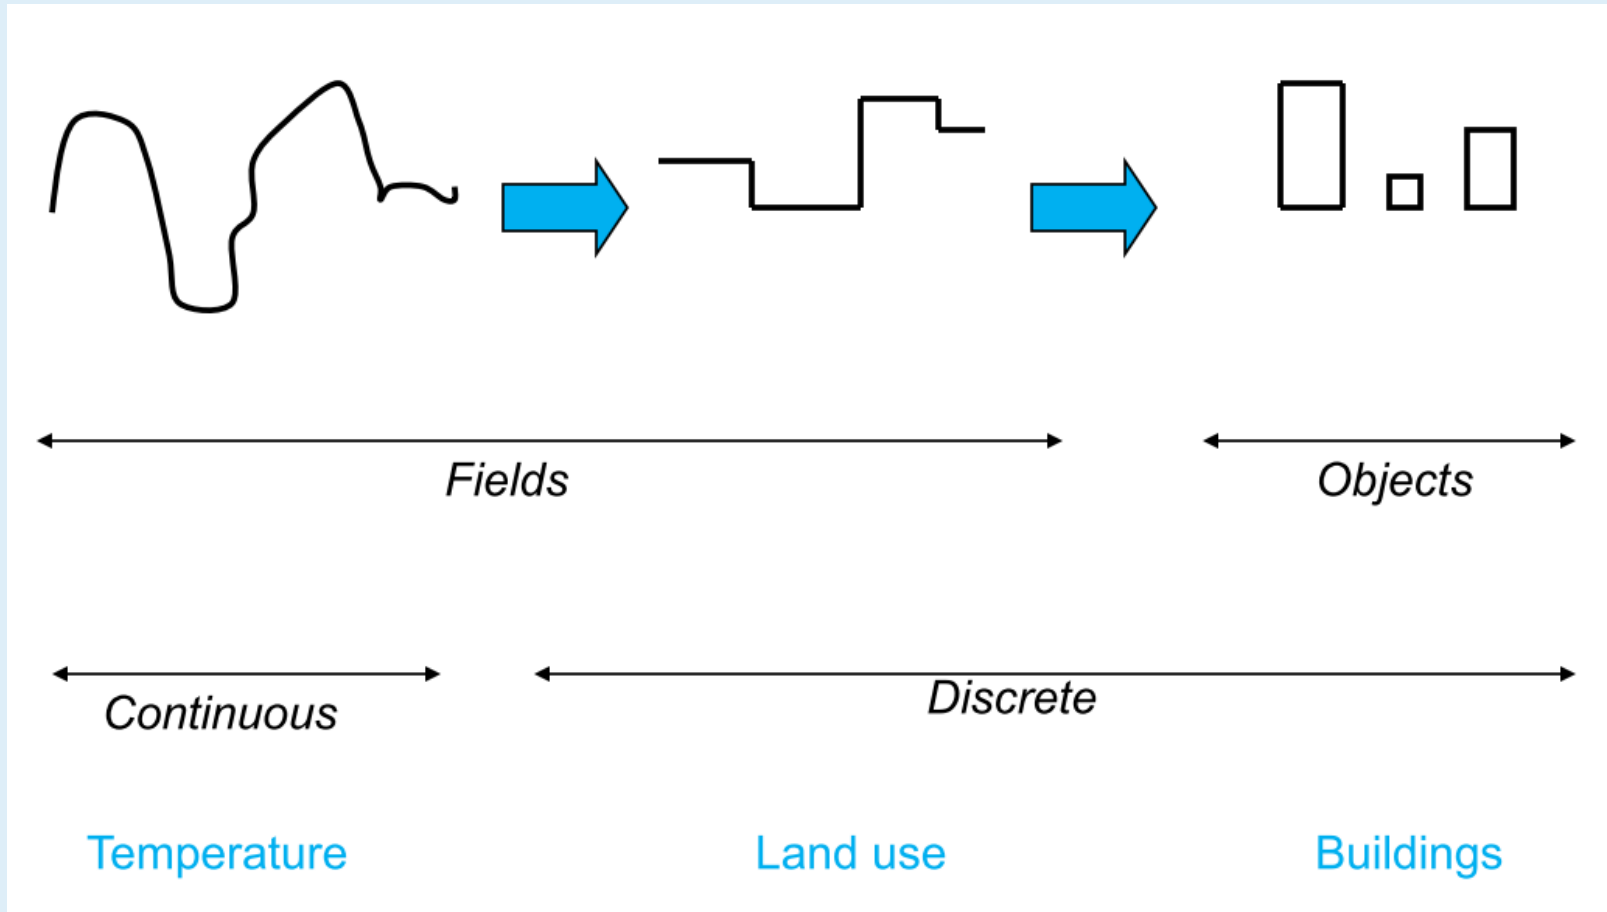 Fields
Objects
Continuous
Discrete
Temperature
Land use
Buildings